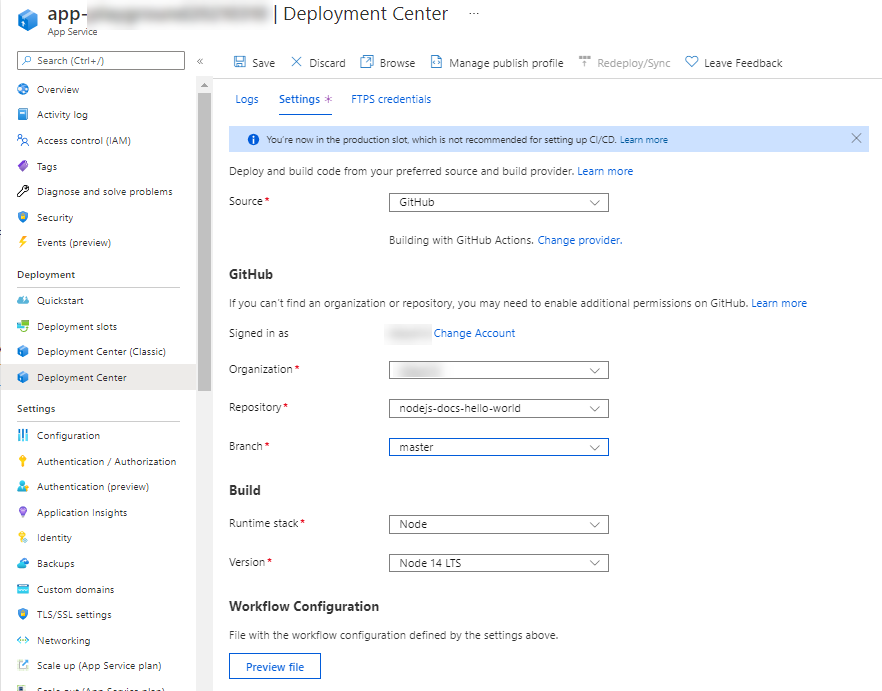 app- | Deployment Center ...
App Service
Search (Ctrl+/) «
Save Discard Browse Manage publish profile Redeploy/Sync Leave Feedback
Overview
Activity log
Access control (IAM)
Tags
Diagnose and solve problems
Security
Events (preview)
Deployment
Quickstart
Deployment slots
Deployment Center (Classic)
Deployment Center
Settings
Configuration
Authentication / Authorization
Authentication (preview)
Application Insights
Identity
Backups
Custom domains
TLS/SSL settings
Networking
Scale up (App Service plan)
Scale out (App Service plan)
Logs Settings * FTPS credentials
You're now in the production slot, which is not recommended for setting up CI/CD. Learn more
Deploy and build code from your preferred source and build provider. Learn more
Source* GitHub
Building with GitHub Actions. Change provider.
GitHub
If you can't find an organization or repository, you may need to enable additional permissions on GitHub. Learn more
Signed in as Change Account
Organization*
Repository* nodejs-docs-hello-world
Branch* master
Build
Runtime stack* Node
Version* Node 14 LTS
Workflow Configuration
File with the workflow configuration defined by the settings above.
Preview file